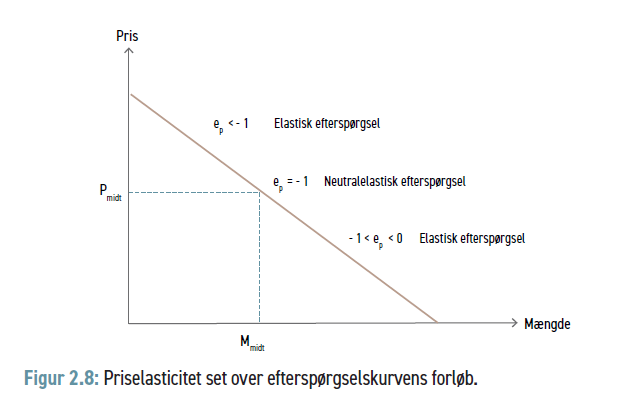 Pris
e_p < - 1 Elastisk efterspørgsel
e_p = - 1 Neutralelastisk efterspørgsel
P_midt
- 1 < e_p < 0 Elastisk efterspørgsel
Mængde
M_midt
Figur 2.8: Priselasticitet set over efterspørgselskurvens forløb.